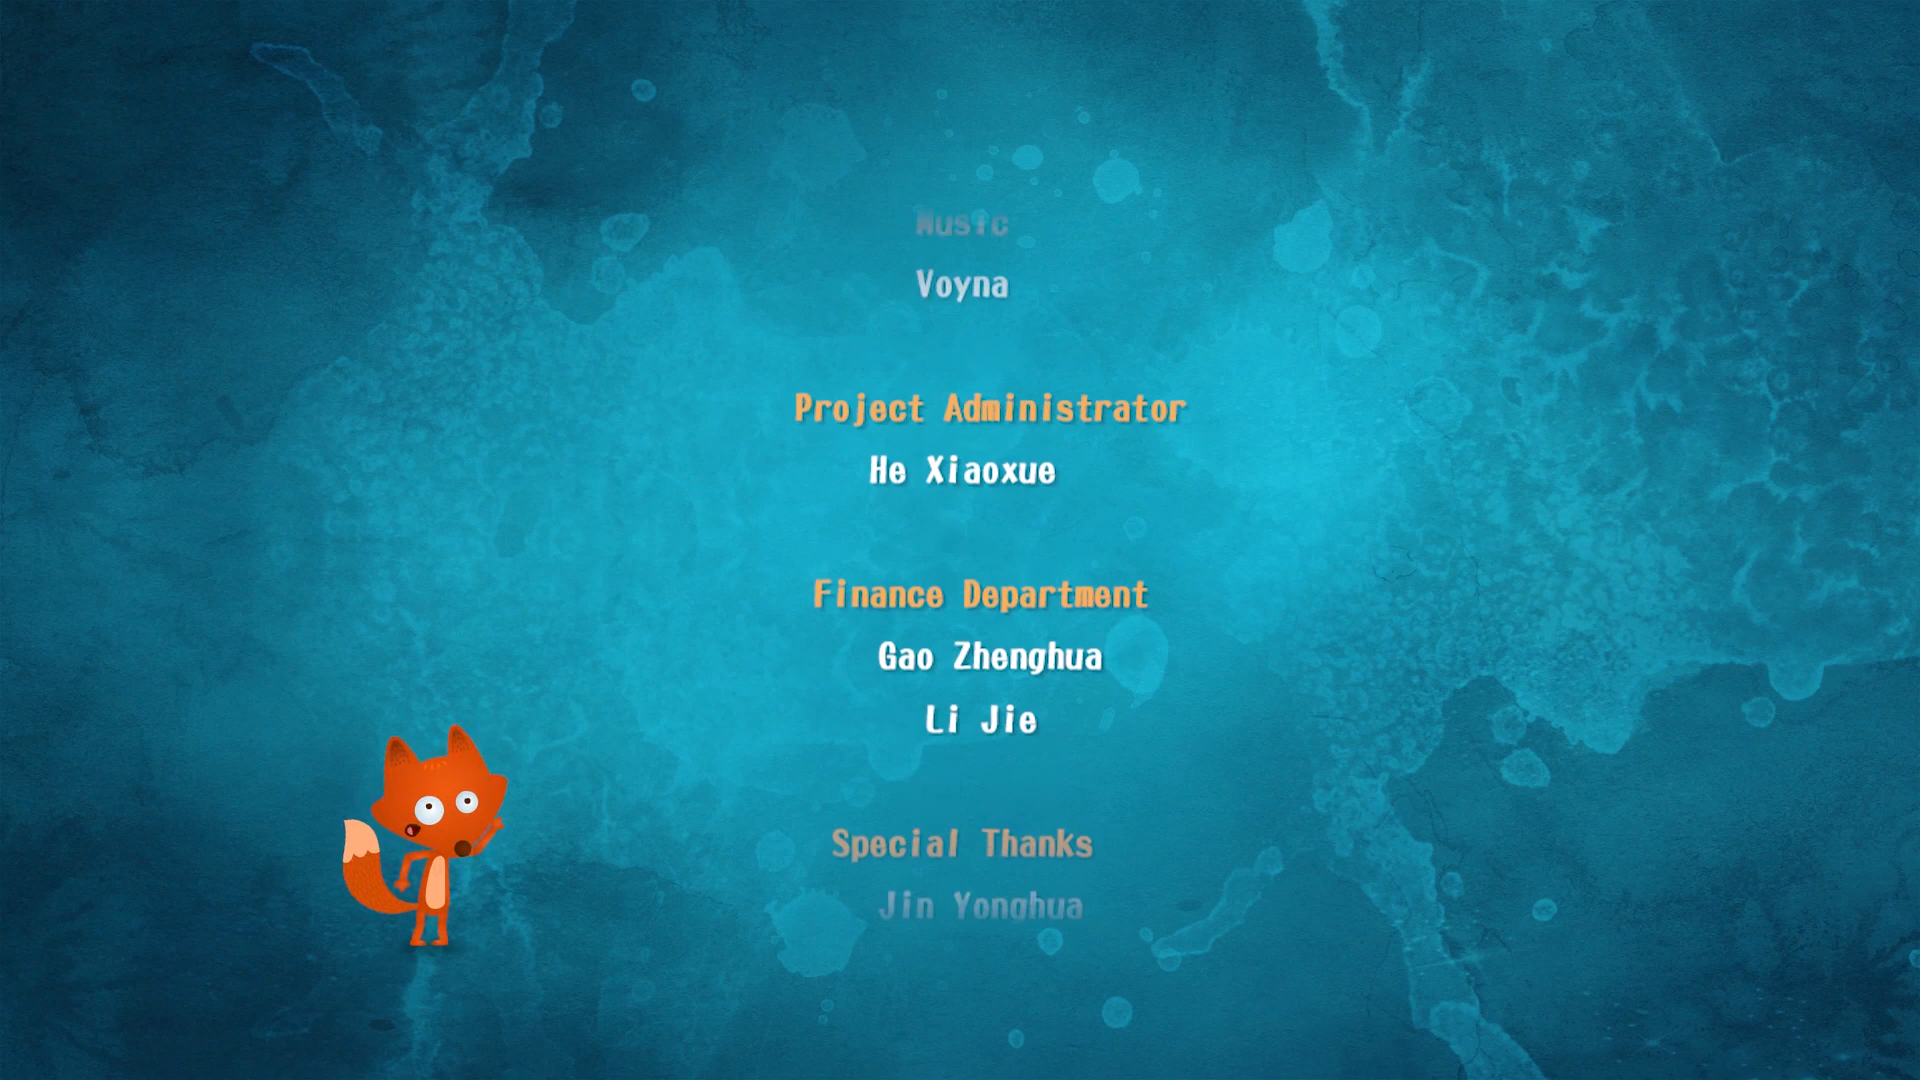 Music
Voyna
Project Administrator
He Xiaoxue
Finance Department
Gao Zhenghua
Li Jie
Special Thanks
Jin Yonghua